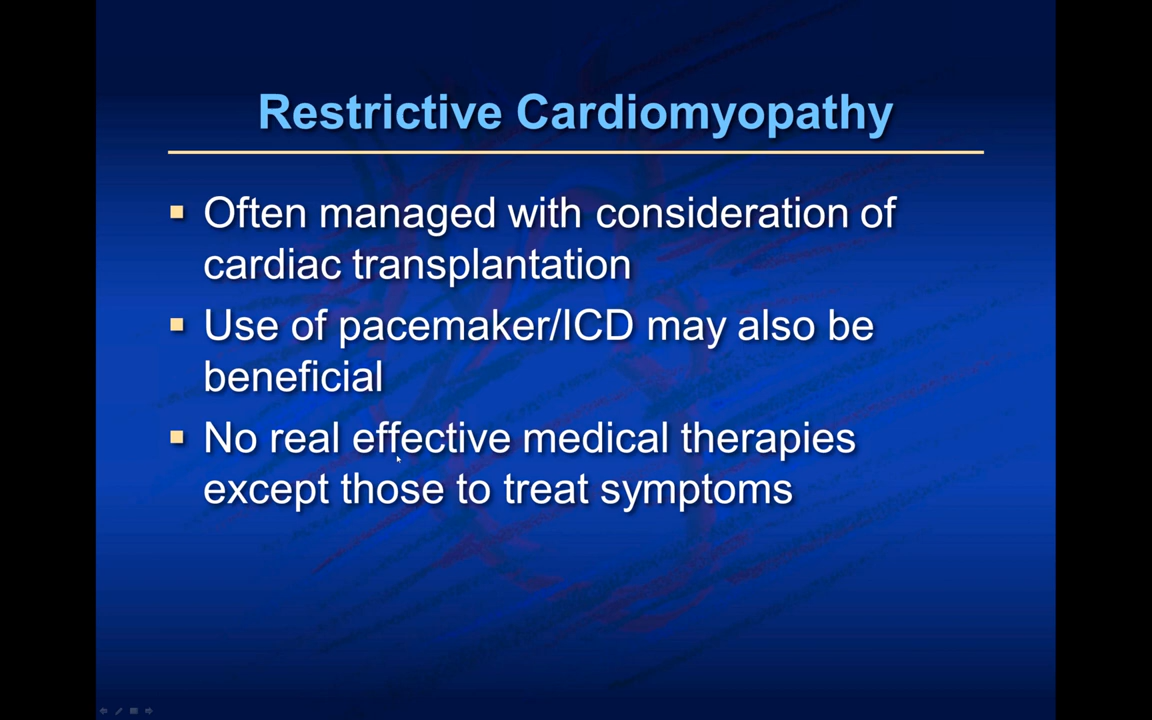 Restrictive Cardiomyopathy
▪ Often managed with consideration of
cardiac transplantation
▪ Use of pacemaker/ICD may also be
beneficial
▪ No real effective medical therapies
except those to treat symptoms